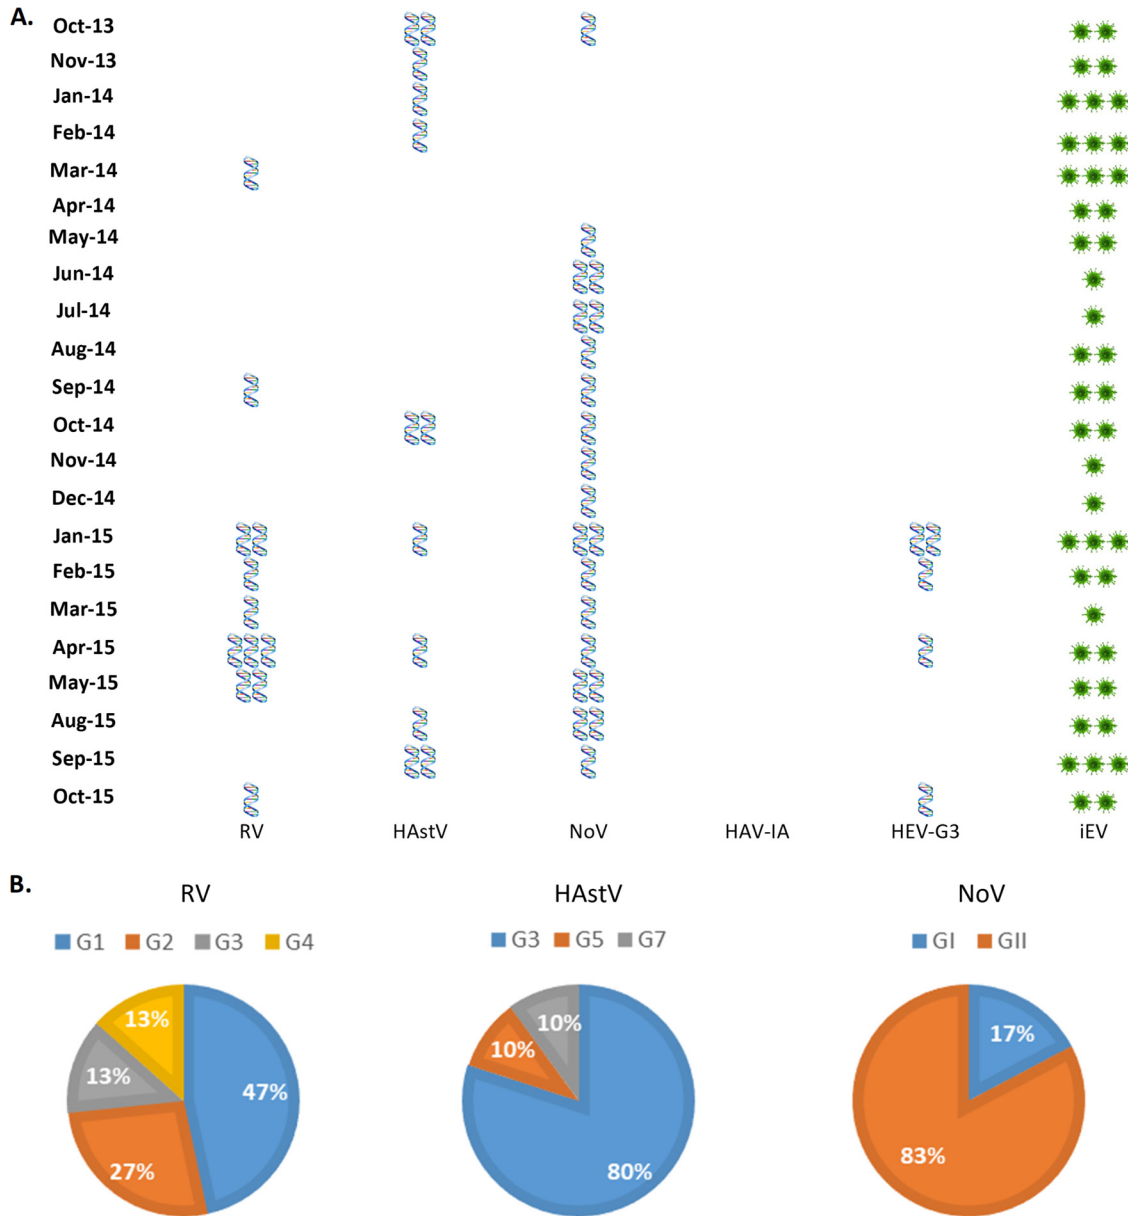 A.
Oct-13
Nov-13
Jan-14
Feb-14
Mar-14
Apr-14
May-14
Jun-14
Jul-14
Aug-14
Sep-14
Oct-14
Nov-14
Dec-14
Jan-15
Feb-15
Mar-15
Apr-15
May-15
Aug-15
Sep-15
Oct-15
RV HAstV NoV HAV-IA HEV-G3 iEV
B.
RV HAstV NoV
G1 G2 G3 G4 G3 G5 G7 GI GII
13% 13% 27% 47%
10% 10% 80%
17% 83%